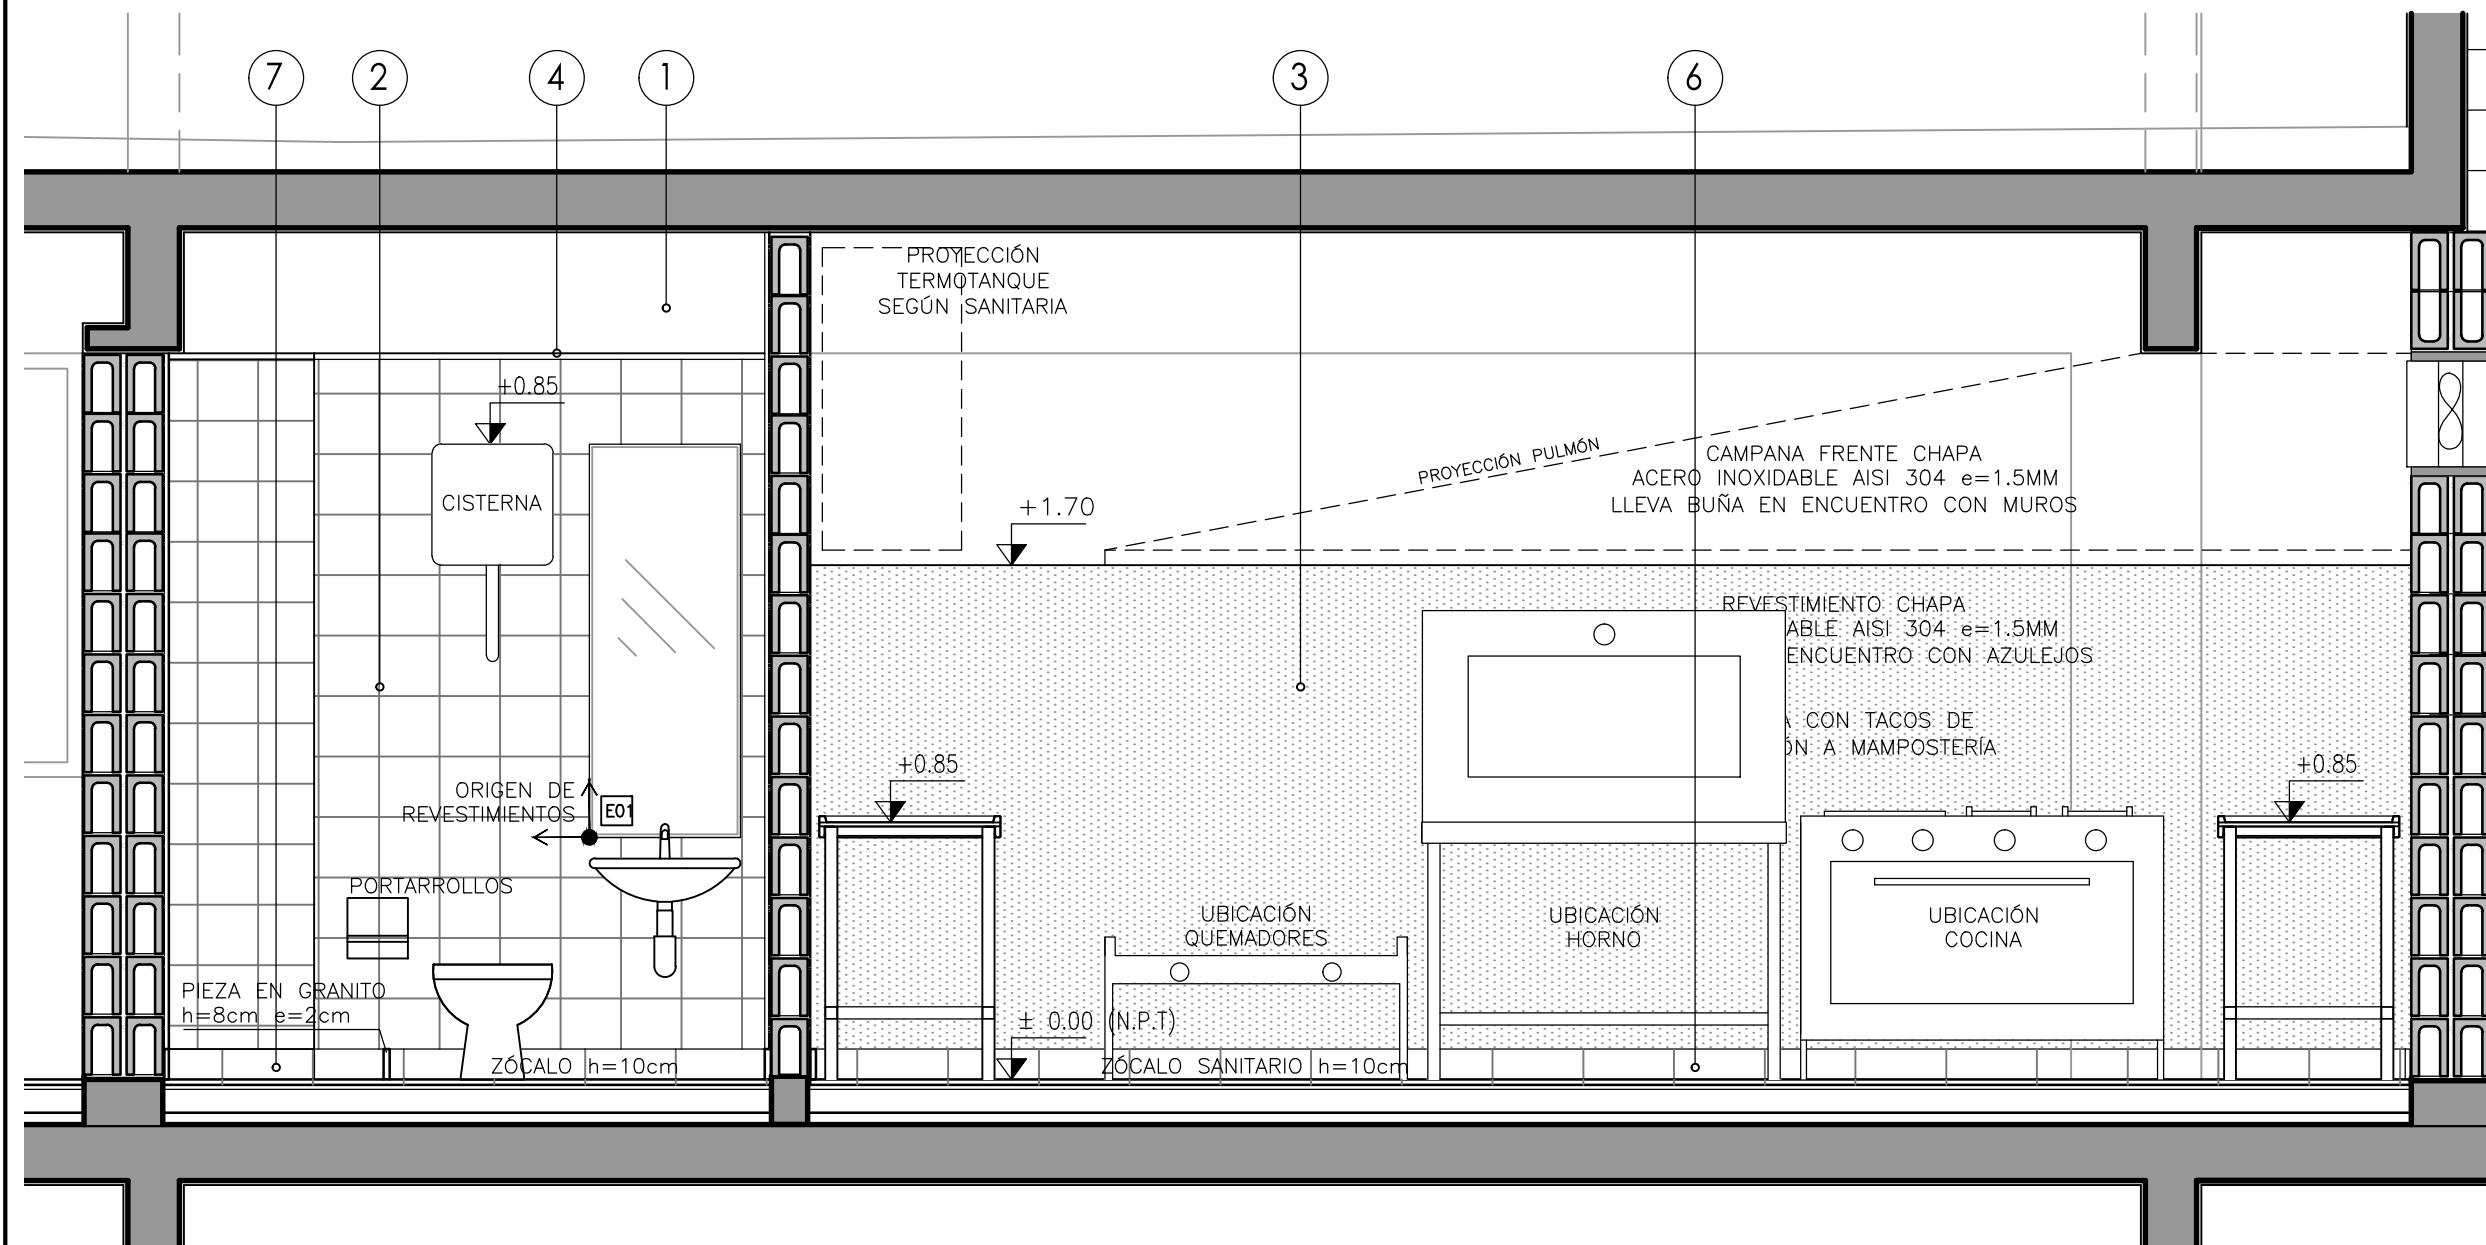 7
2
4
1
3
6
PROYECCIÓN
TERMOTANQUE
SEGÚN SANITARIA
+0.85
CISTERNA
PROYECCIÓN PULMÓN
CAMPANA FRENTE CHAPA
ACERO INOXIDABLE AISI 304 e=1.5MM
LLEVA BUÑA EN ENCUENTRO CON MUROS
+1.70
REVESTIMIENTO CHAPA
ABLE AISI 304 e=1.5MM
ENCUENTRO CON AZULEJOS
CON TACOS DE
ÓN A MAMPOSTERÍA
ORIGEN DE
REVESTIMIENTOS
E01
+0.85
+0.85
PORTARROLLOS
UBICACIÓN
QUEMADORES
UBICACIÓN
HORNO
UBICACIÓN
COCINA
PIEZA EN GRANITO
h=8cm e=2cm
± 0.00 (N.P.T)
ZÓCALO h=10cm
ZÓCALO SANITARIO h=10cm